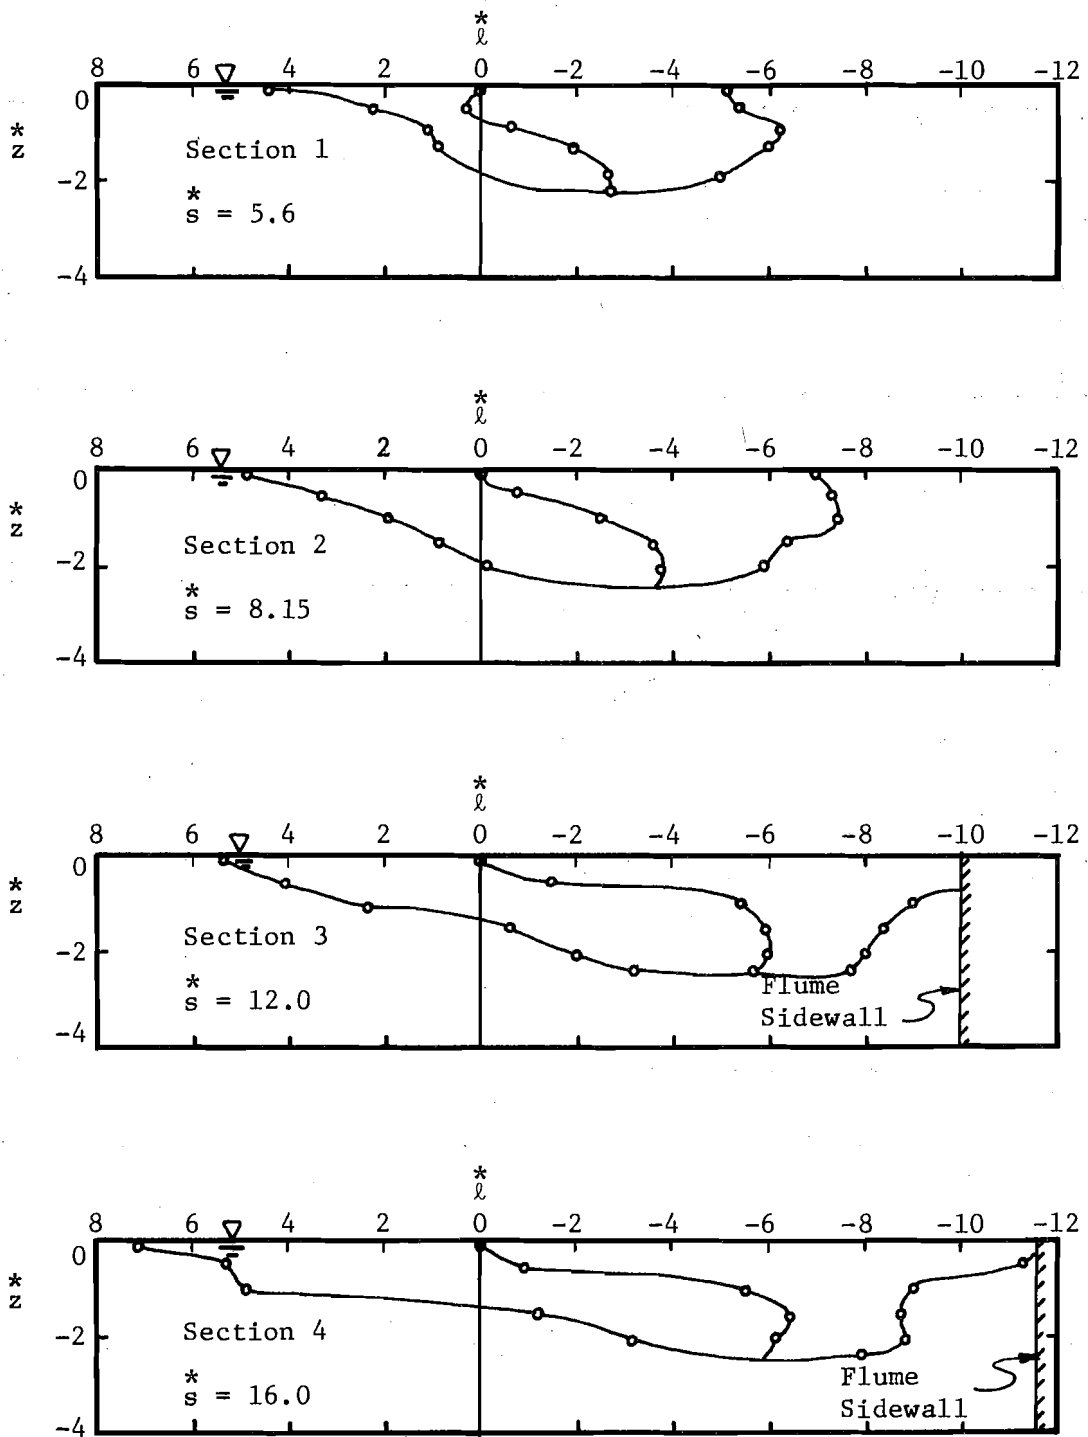 *
ℓ
8 6 4 2 0 -2 -4 -6 -8 -10 -12
0
*
z
Section 1
-2
*
s = 5.6
-4
*
ℓ
8 6 4 2 0 -2 -4 -6 -8 -10 -12
0
*
z
Section 2
-2
*
s = 8.15
-4
*
ℓ
8 6 4 2 0 -2 -4 -6 -8 -10 -12
0
*
z
Section 3
-2
Flume
*
s = 12.0
Sidewall
-4
*
ℓ
8 6 4 2 0 -2 -4 -6 -8 -10 -12
0
*
z
Section 4
-2
Flume
*
s = 16.0
Sidewall
-4